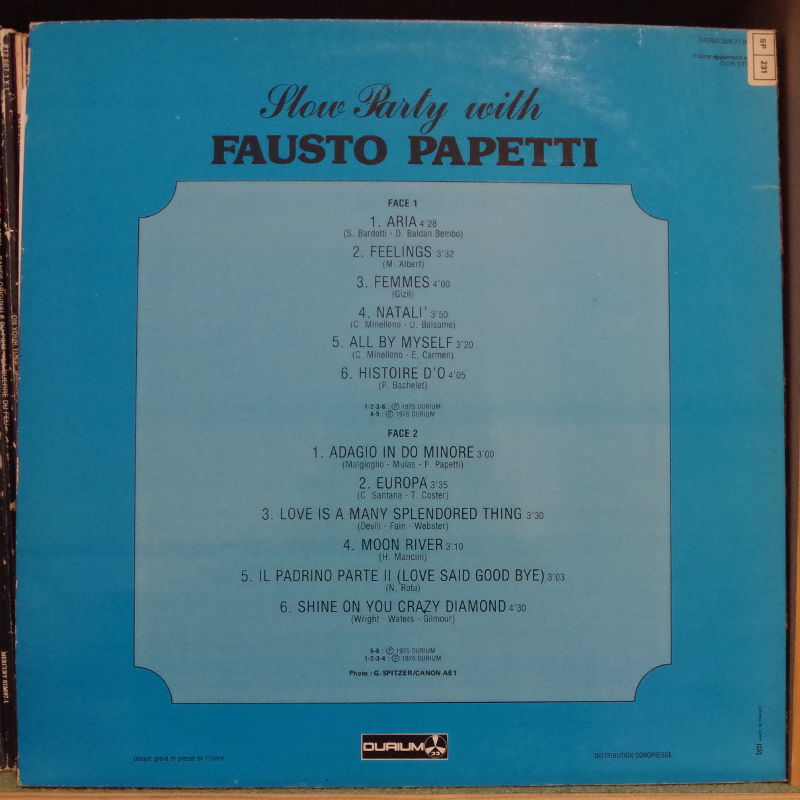 STEREO DUR 77
SP 231
Slow Party with
FAUSTO PAPETTI
FACE 1
1. ARIA 4'28
(S. Bardotti - D. Baldan Bembo)
2. FEELINGS 3'32
(M. Albert)
3. FEMMES 4'00
(Gizil)
4. NATALI' 3'50
(C. Minellono - U. Balsame)
5. ALL BY MYSELF 3'20
(C. Minellono - E. Carmen)
6. HISTOIRE D'O 4'05
(P. Bachelet)
1-2-3-6 : Ⓟ 1975 DURIUM
4-5 : Ⓟ 1976 DURIUM
FACE 2
1. ADAGIO IN DO MINORE 3'00
(Malgioglio - Mulas - F. Papetti)
2. EUROPA 3'35
(C. Santana - T. Coster)
3. LOVE IS A MANY SPLENDORED THING 3'30
(Devili - Fain - Webster)
4. MOON RIVER 3'10
(H. Mancini)
5. IL PADRINO PARTE II (LOVE SAID GOOD BYE) 3'03
(N. Rota)
6. SHINE ON YOU CRAZY DIAMOND 4'30
(Wright - Waters - Gilmour)
5-6 : Ⓟ 1975 DURIUM
1-2-3-4 : Ⓟ 1976 DURIUM
Photo : G. SPITZER/CANON AE1
DURIUM 33
Disque gravé et pressé en France
DISTRIBUTION SONOPRESSE